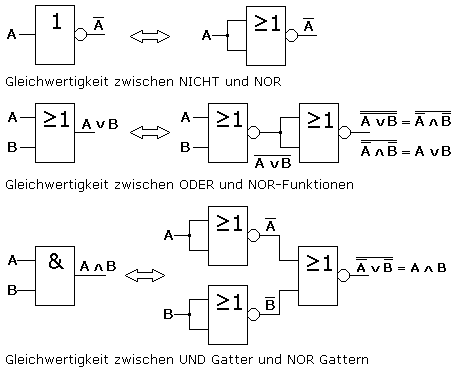 A 1 A̅ A ≥1 A̅
Gleichwertigkeit zwischen NICHT und NOR
A B ≥1 A ∨ B A B ≥1 A̅ ̅∨̅ ̅B̅ ≥1 A̿ ̿∨̿ ̿B̿ = A̿ ̅∧̅ B̿
A̿ ̅∧̅ B̿ = A ∨ B
Gleichwertigkeit zwischen ODER und NOR-Funktionen
A ≥1 A̅
A B & A ∧ B ≥1 A̿ ̅∨̅ B̿ = A ∧ B
B ≥1 B̅
Gleichwertigkeit zwischen UND Gatter und NOR Gattern